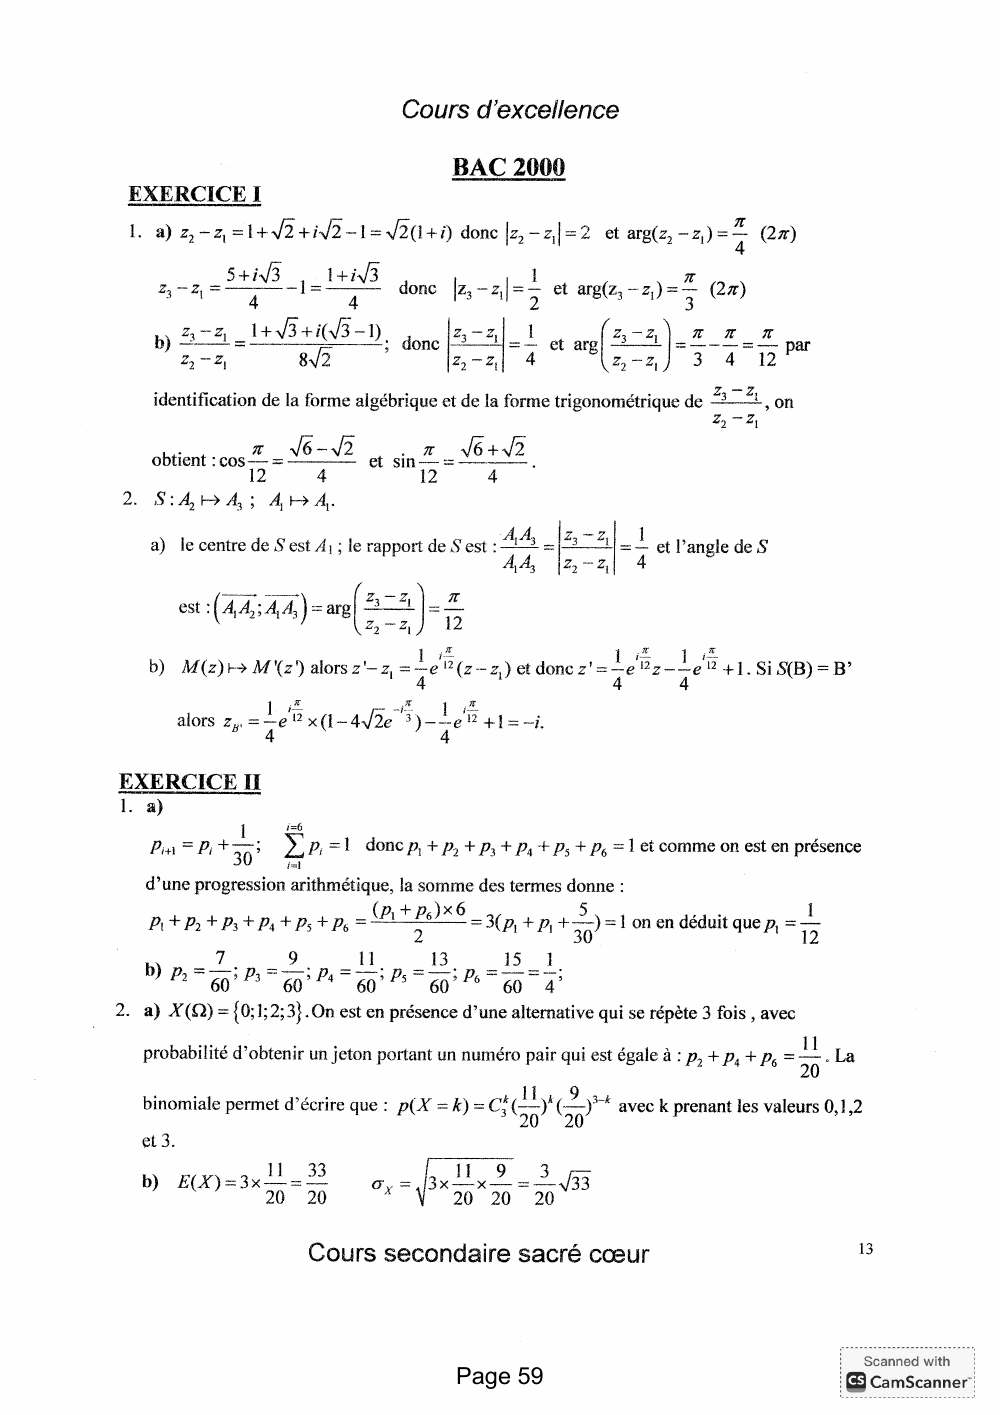 Cours d'excellence
BAC 2000
EXERCICE I
1. a) z₂ − z₁ = 1 + √2 + i√2 − 1 = √2(1 + i) donc |z₂ − z₁| = 2 et arg(z₂ − z₁) = π/4 (2π)
z₃ − z₁ = (5 + i√3)/4 − 1 = (1 + i√3)/4 donc |z₃ − z₁| = 1/2 et arg(z₃ − z₁) = π/3 (2π)
b) (z₃ − z₁)/(z₂ − z₁) = (1 + √3 + i(√3 − 1))/(8√2); donc |(z₃ − z₁)/(z₂ − z₁)| = 1/4 et arg((z₃ − z₁)/(z₂ − z₁)) = π/3 − π/4 = π/12 par
identification de la forme algébrique et de la forme trigonométrique de (z₃ − z₁)/(z₂ − z₁), on
obtient : cos π/12 = (√6 − √2)/4 et sin π/12 = (√6 + √2)/4.
2. S : A₂ ↦ A₃ ; A₁ ↦ A₁.
a) le centre de S est A₁ ; le rapport de S est : A₁A₃/A₁A₃ = |(z₃ − z₁)/(z₂ − z₁)| = 1/4 et l'angle de S
est : (A₁A₂; A₁A₃) = arg((z₃ − z₁)/(z₂ − z₁)) = π/12
b) M(z) ↦ M'(z') alors z' − z₁ = 1/4 e^(iπ/12)(z − z₁) et donc z' = 1/4 e^(iπ/12) z − 1/4 e^(iπ/12) + 1. Si S(B) = B'
alors z_B' = 1/4 e^(iπ/12) × (1 − 4√2e^(−iπ/3)) − 1/4 e^(iπ/12) + 1 = −i.
EXERCICE II
1. a)
pᵢ₊₁ = pᵢ + 1/30; ∑_(i=1)^(i=6) pᵢ = 1 donc p₁ + p₂ + p₃ + p₄ + p₅ + p₆ = 1 et comme on est en présence
d'une progression arithmétique, la somme des termes donne :
p₁ + p₂ + p₃ + p₄ + p₅ + p₆ = ((p₁ + p₆) × 6)/2 = 3(p₁ + p₁ + 5/30) = 1 on en déduit que p₁ = 1/12
b) p₂ = 7/60; p₃ = 9/60; p₄ = 11/60; p₅ = 13/60; p₆ = 15/60 = 1/4;
2. a) X(Ω) = {0;1;2;3}. On est en présence d'une alternative qui se répète 3 fois , avec
probabilité d'obtenir un jeton portant un numéro pair qui est égale à : p₂ + p₄ + p₆ = 11/20. La
binomiale permet d'écrire que : p(X = k) = C₃ᵏ(11/20)ᵏ(9/20)³⁻ᵏ avec k prenant les valeurs 0,1,2
et 3.
b) E(X) = 3 × 11/20 = 33/20 σ_X = √(3 × 11/20 × 9/20) = 3/20 √33
Cours secondaire sacré cœur
13
Page 59
Scanned with
CS CamScanner